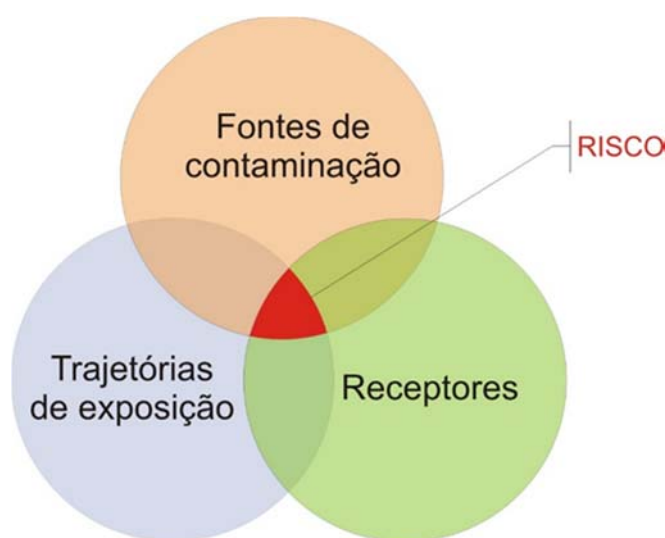 Fontes de
contaminação
RISCO
Trajetórias
de exposição
Receptores